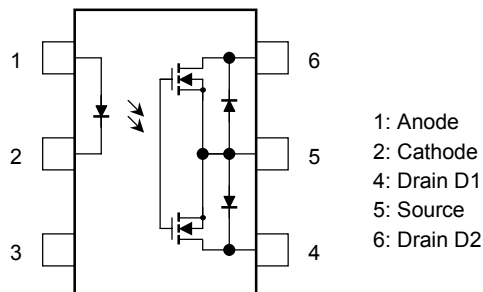 1
6
2
5
3
4
1: Anode
2: Cathode
4: Drain D1
5: Source
6: Drain D2